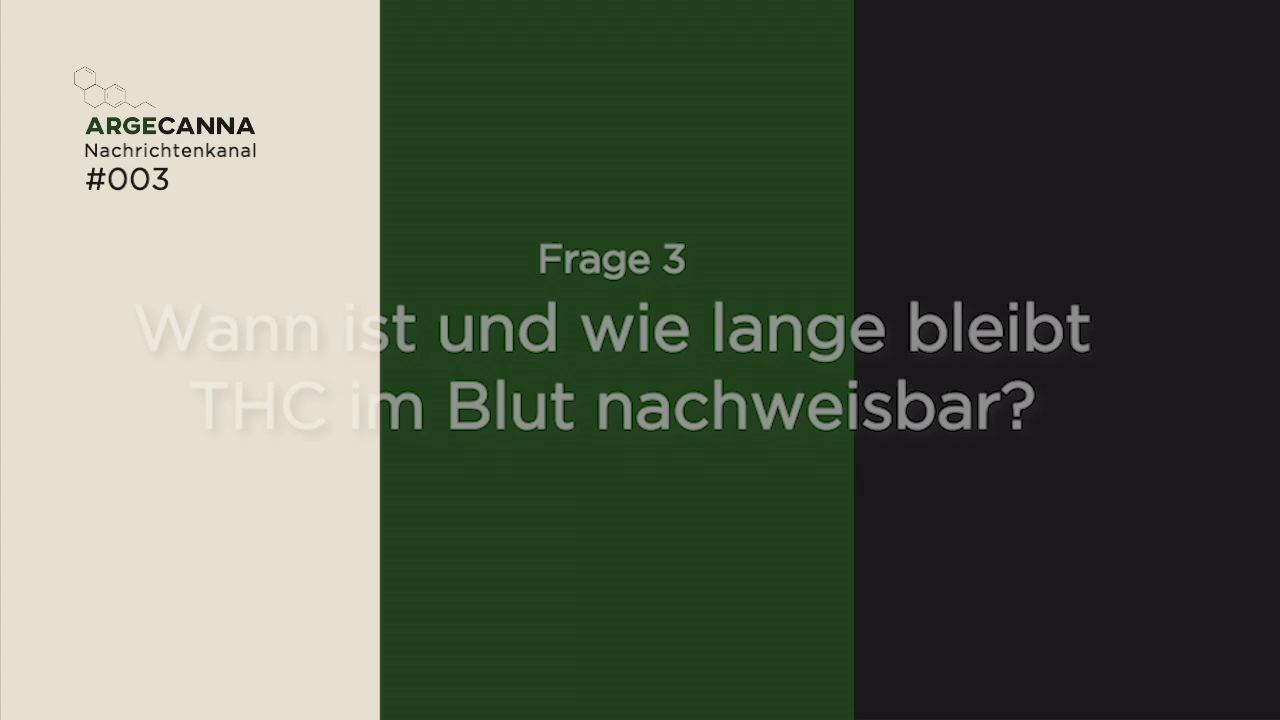 ARGECANNA
Nachrichtenkanal
#003
Frage 3
Wann ist und wie lange bleibt
THC im Blut nachweisbar?